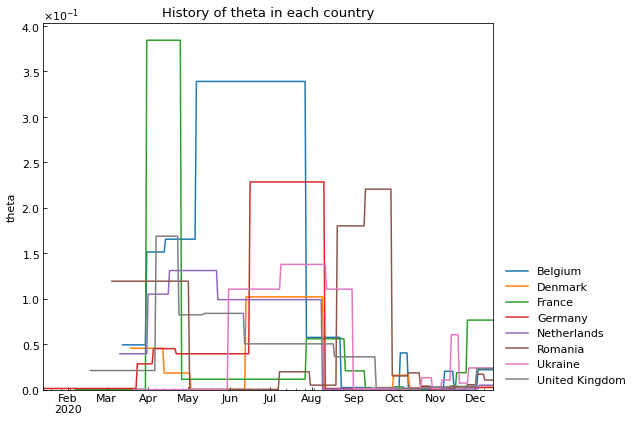 History of theta in each country
×10⁻¹
4.0
3.5
3.0
2.5
2.0
1.5
1.0
0.5
0.0
theta
Feb Mar Apr May Jun Jul Aug Sep Oct Nov Dec
2020
Belgium
Denmark
France
Germany
Netherlands
Romania
Ukraine
United Kingdom